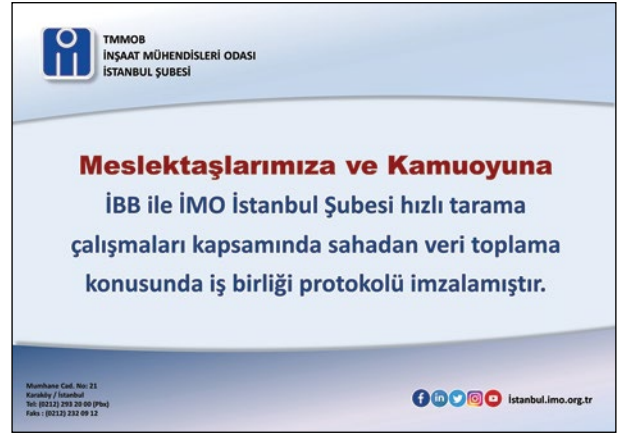 TMMOB
İNŞAAT MÜHENDİSLERİ ODASI
İSTANBUL ŞUBESİ
Meslektaşlarımıza ve Kamuoyuna
İBB ile İMO İstanbul Şubesi hızlı tarama
çalışmaları kapsamında sahadan veri toplama
konusunda iş birliği protokolü imzalamıştır.
Mumhane Cad. No: 21
Karaköy / İstanbul
Tel: (0212) 293 20 00 (Pbx)
Faks : (0212) 232 09 12
İstanbul.imo.org.tr